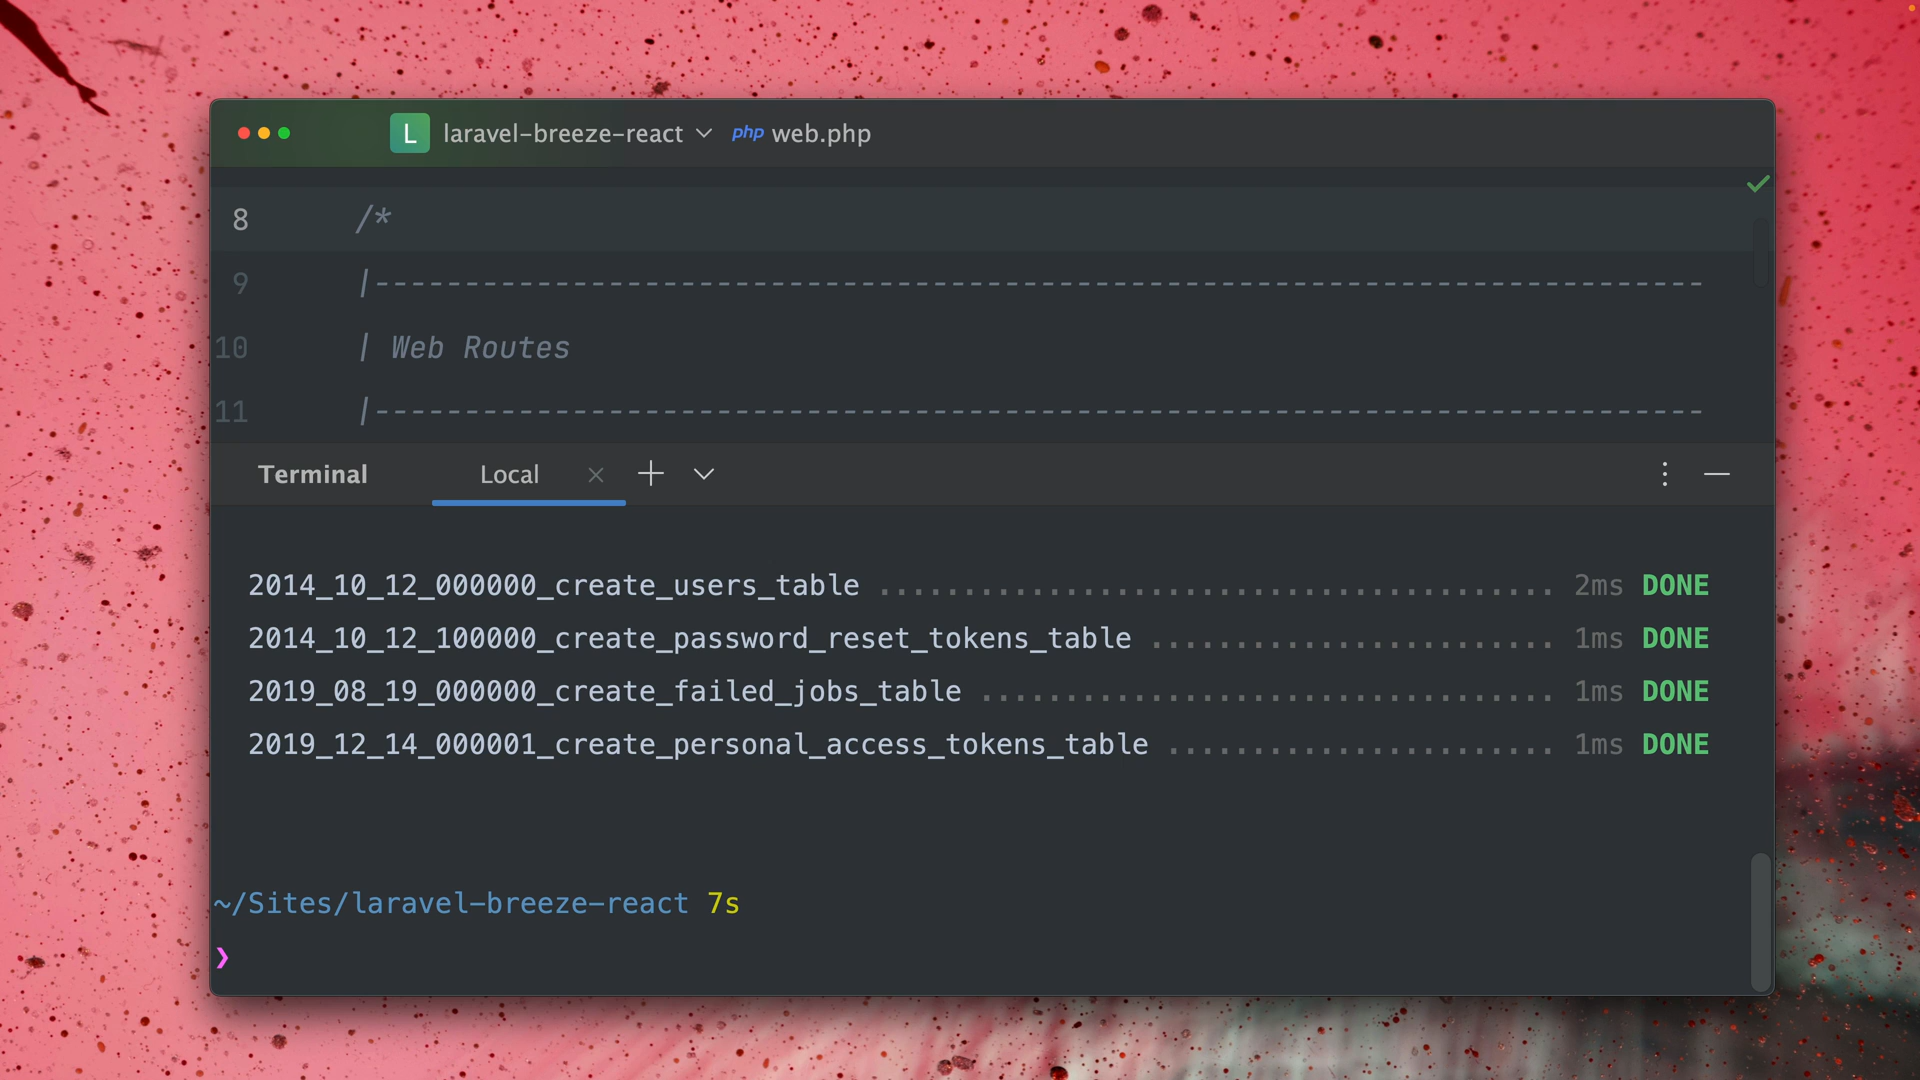 L laravel-breeze-react php web.php
8 /*
9 |--------------------------------------------------------------------------
10 | Web Routes
11 |--------------------------------------------------------------------------
Terminal Local
2014_10_12_000000_create_users_table ........................................ 2ms DONE
2014_10_12_100000_create_password_reset_tokens_table ........................ 1ms DONE
2019_08_19_000000_create_failed_jobs_table .................................. 1ms DONE
2019_12_14_000001_create_personal_access_tokens_table ....................... 1ms DONE
~/Sites/laravel-breeze-react 7s
❯